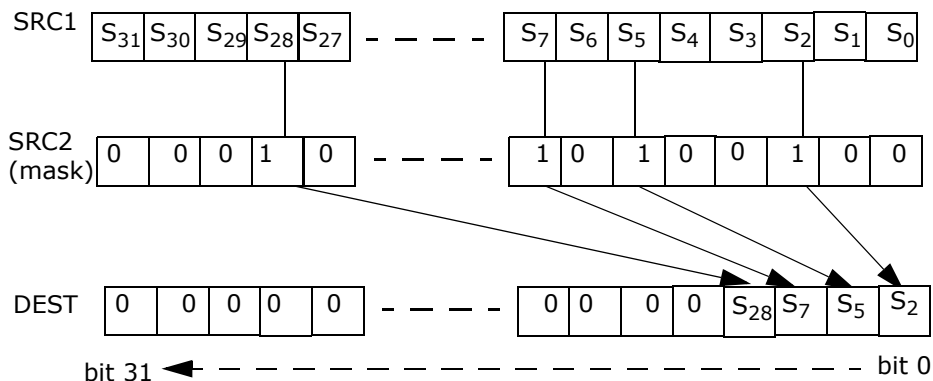 SRC1 S31 S30 S29 S28 S27 S7 S6 S5 S4 S3 S2 S1 S0
SRC2 0 0 0 1 0 1 0 1 0 0 1 0 0
(mask)
DEST 0 0 0 0 0 0 0 0 0 S28 S7 S5 S2
bit 31 bit 0